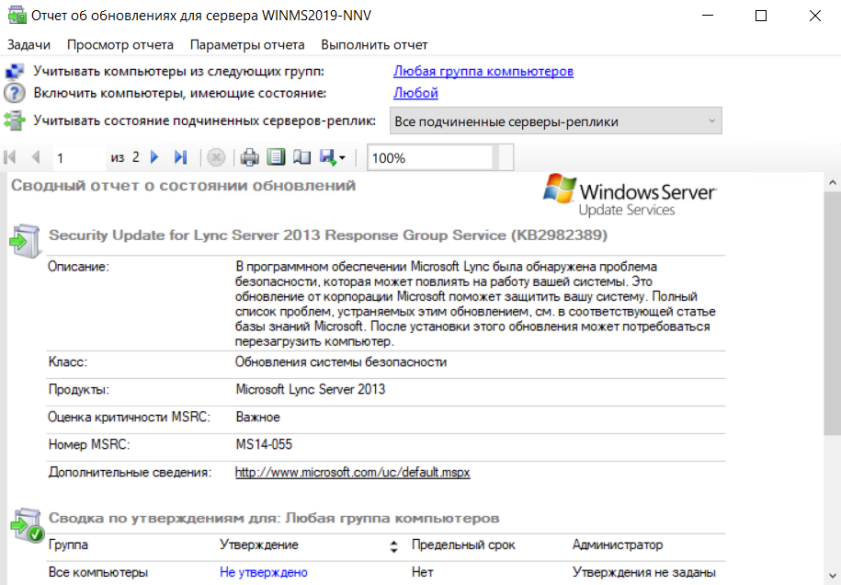 Отчет об обновлениях для сервера WINMS2019-NNV
Задачи Просмотр отчета Параметры отчета Выполнить отчет
Учитывать компьютеры из следующих групп: Любая группа компьютеров
Включить компьютеры, имеющие состояние: Любой
Учитывать состояние подчиненных серверов-реплик: Все подчиненные серверы-реплики
1 из 2 100%
Сводный отчет о состоянии обновлений
Windows Server
Update Services
Security Update for Lync Server 2013 Response Group Service (KB2982389)
Описание: В программном обеспечении Microsoft Lync была обнаружена проблема
безопасности, которая может повлиять на работу вашей системы. Это
обновление от корпорации Microsoft поможет защитить вашу систему. Полный
список проблем, устраняемых этим обновлением, см. в соответствующей статье
базы знаний Microsoft. После установки этого обновления может потребоваться
перезагрузить компьютер.
Класс: Обновления системы безопасности
Продукты: Microsoft Lync Server 2013
Оценка критичности MSRC: Важное
Номер MSRC: MS14-055
Дополнительные сведения: http://www.microsoft.com/uc/default.mspx
Сводка по утверждениям для: Любая группа компьютеров
Группа Утверждение Предельный срок Администратор
Все компьютеры Не утверждено Нет Утверждения не заданы